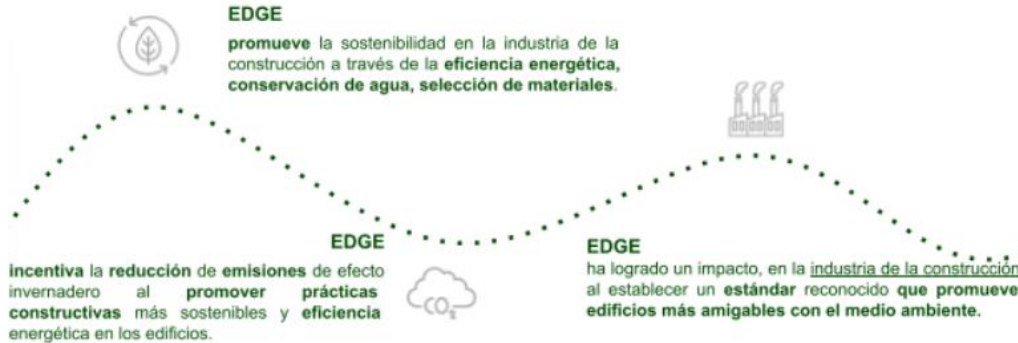 EDGE
promueve la sostenibilidad en la industria de la
construcción a través de la eficiencia energética,
conservación de agua, selección de materiales.
EDGE
incentiva la reducción de emisiones de efecto
invernadero al promover prácticas
constructivas más sostenibles y eficiencia
energética en los edificios.
CO2
EDGE
ha logrado un impacto, en la industria de la construcción
al establecer un estándar reconocido que promueve
edificios más amigables con el medio ambiente.